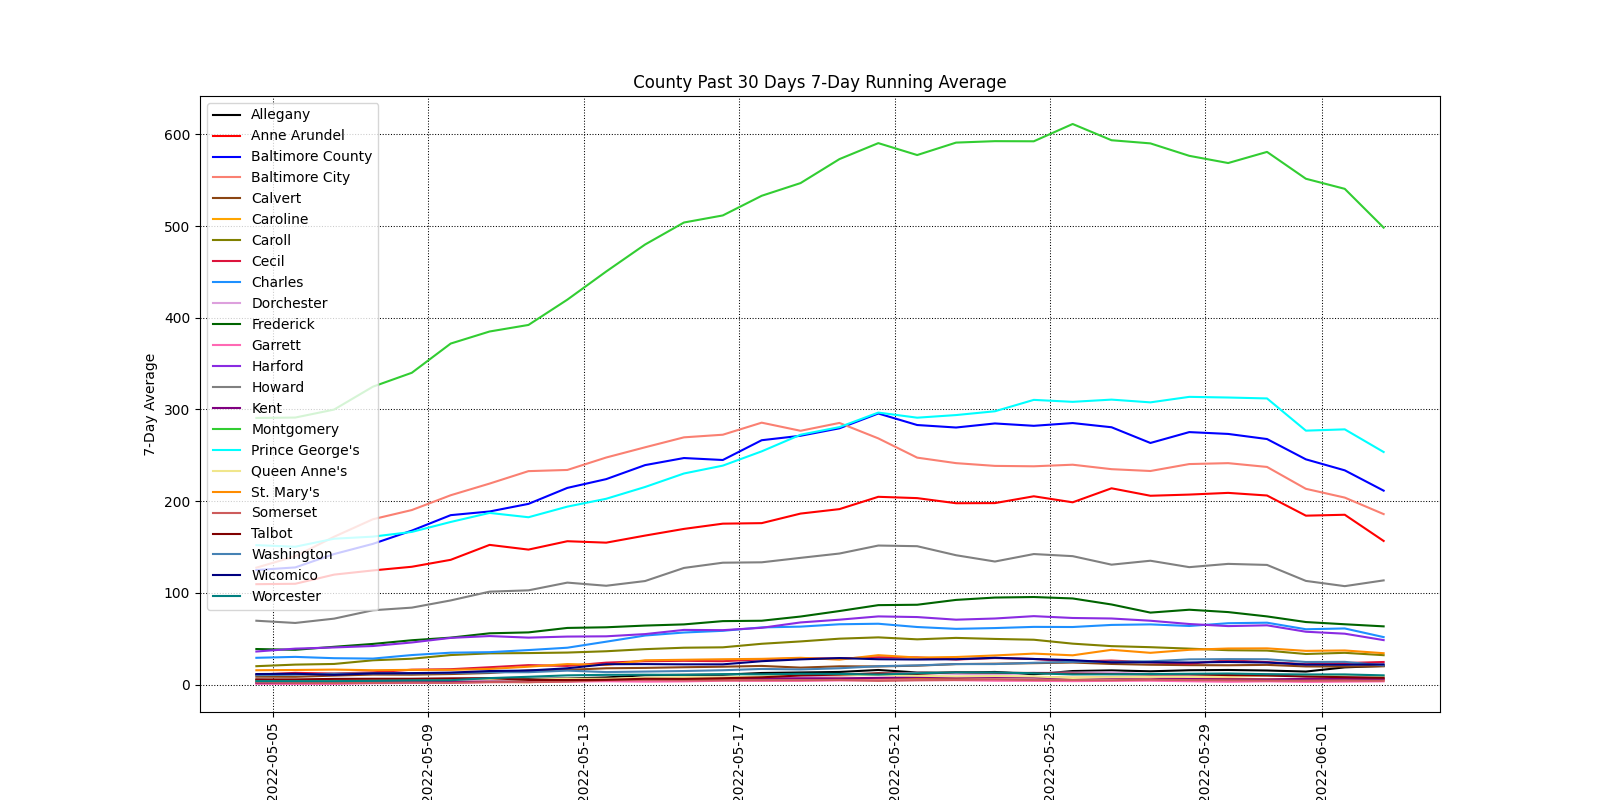 County Past 30 Days 7-Day Running Average
7-Day Average
600
500
400
300
200
100
0
Allegany
Anne Arundel
Baltimore County
Baltimore City
Calvert
Caroline
Caroll
Cecil
Charles
Dorchester
Frederick
Garrett
Harford
Howard
Kent
Montgomery
Prince George's
Queen Anne's
St. Mary's
Somerset
Talbot
Washington
Wicomico
Worcester
2022-05-05
2022-05-09
2022-05-13
2022-05-17
2022-05-21
2022-05-25
2022-05-29
2022-06-01